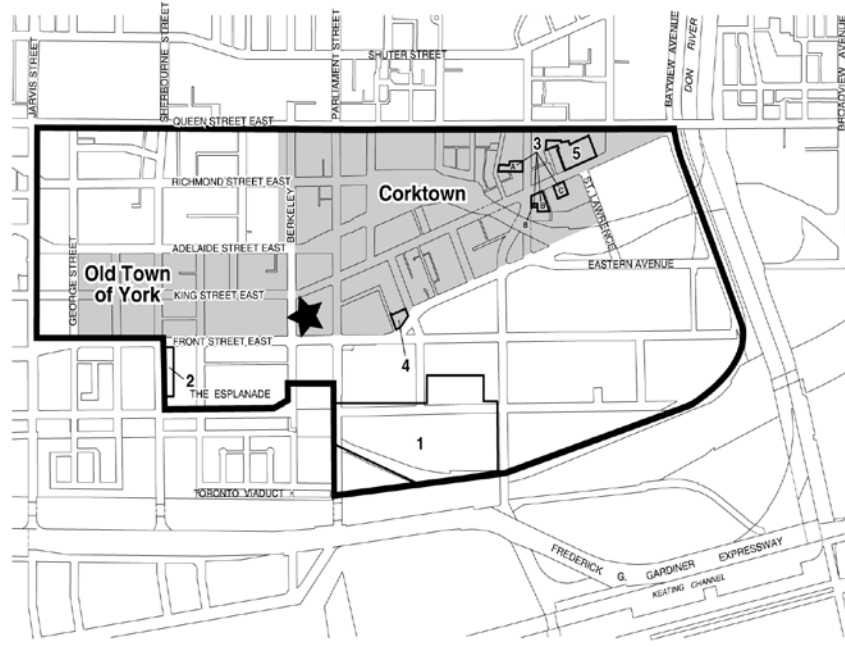 JARVIS STREET
SHERBOURNE STREET
PARLIAMENT STREET
SHUTER STREET
BAYVIEW AVENUE
DON RIVER
BROADVIEW AVENUE
QUEEN STREET EAST
3
5
A
RICHMOND STREET EAST
Corktown
C
B
B
ST. LAWRENCE
BERKELEY
ADELAIDE STREET EAST
EASTERN AVENUE
GEORGE STREET
Old Town
of York
KING STREET EAST
FRONT STREET EAST
4
2
THE ESPLANADE
1
TORONTO VIADUCT
FREDERICK G. GARDINER EXPRESSWAY
KEATING CHANNEL